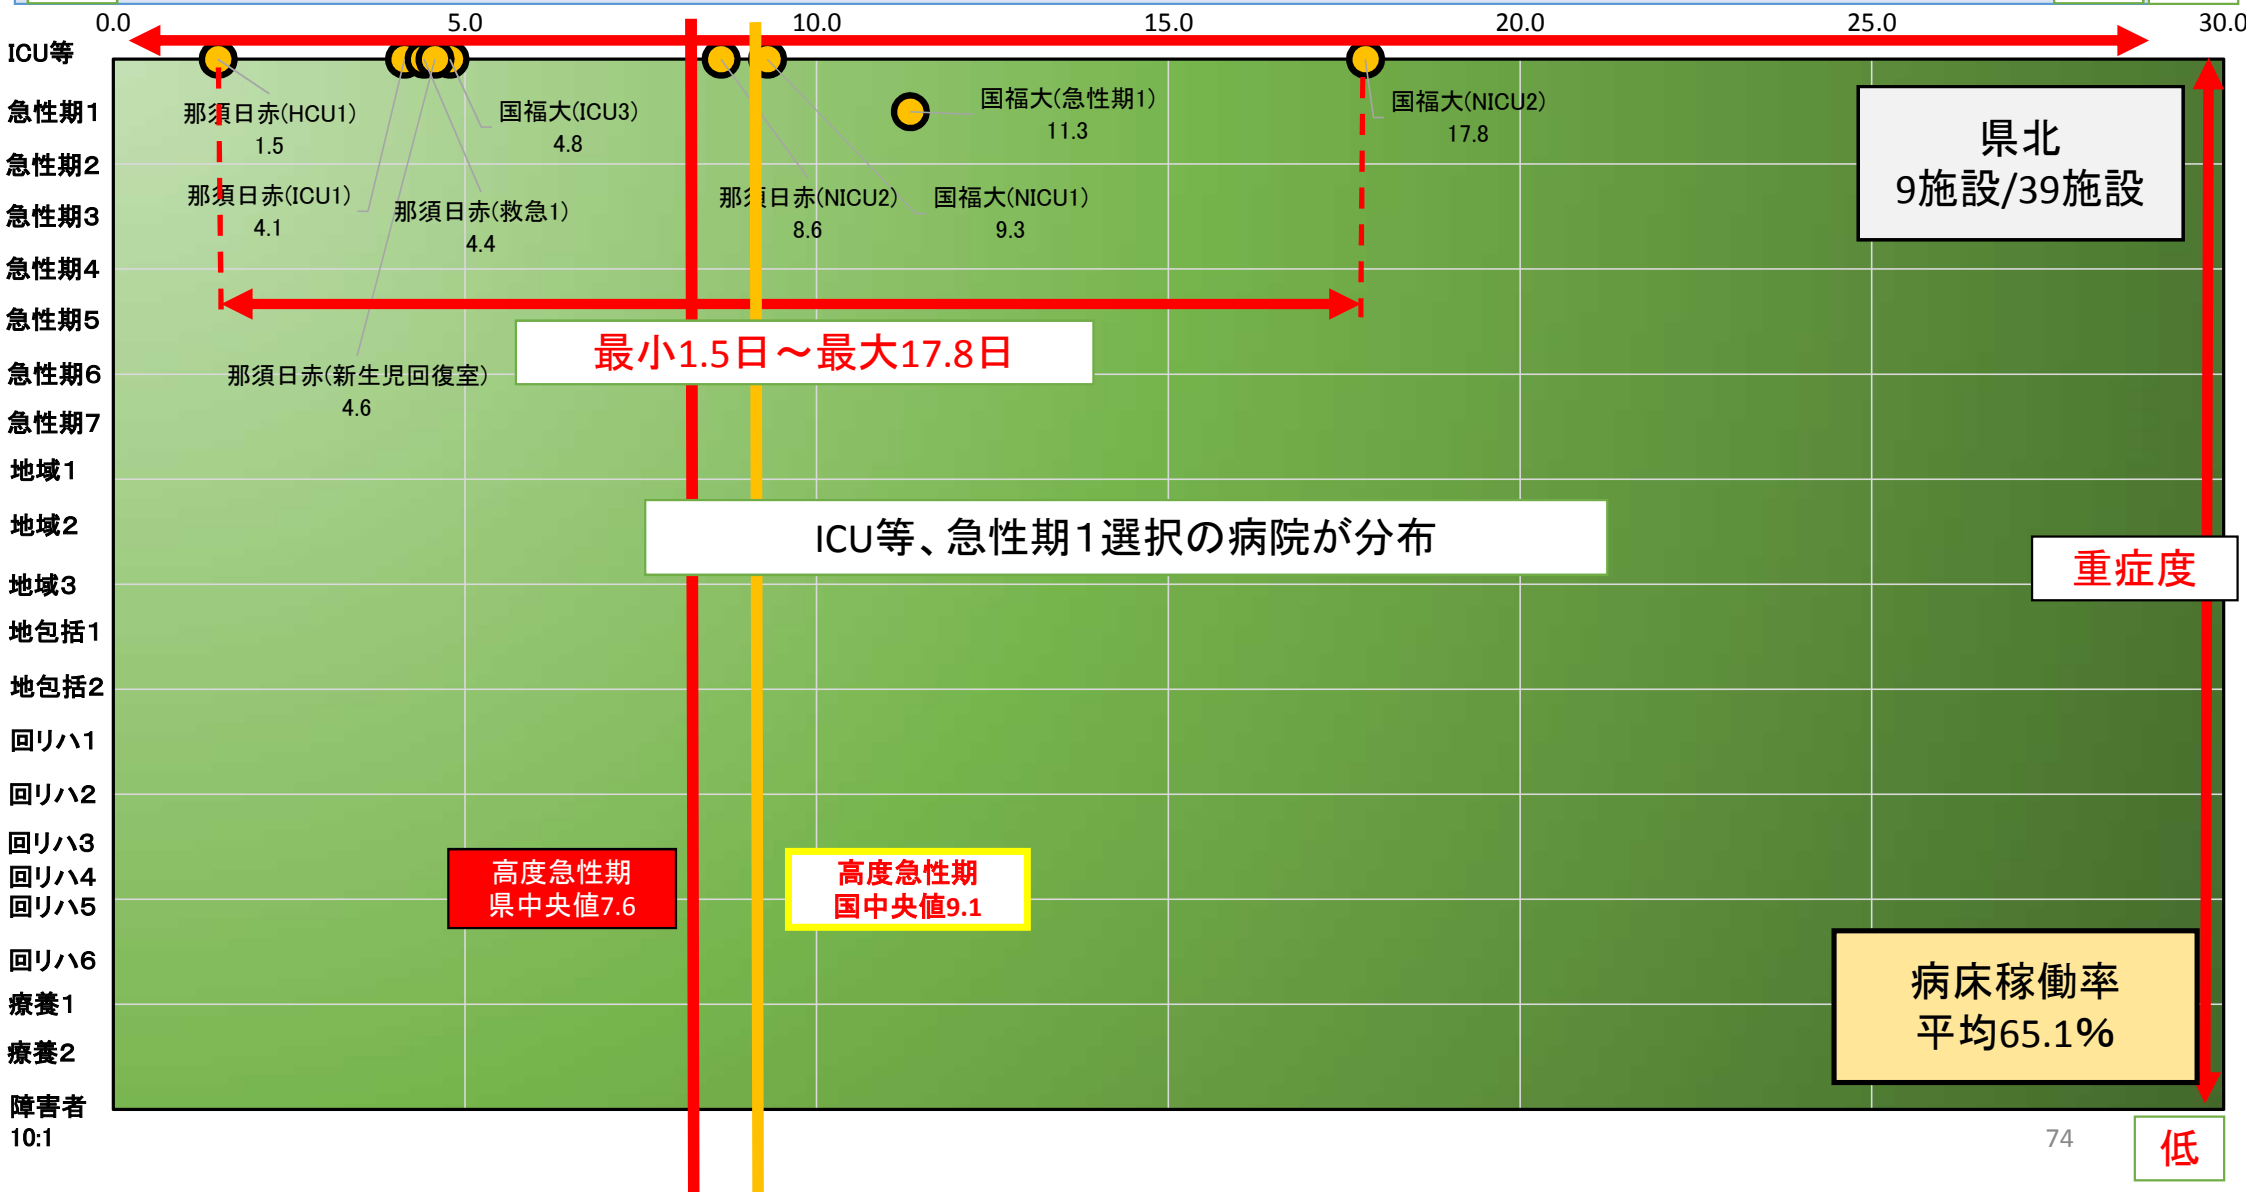 0.0 5.0 10.0 15.0 20.0 25.0 30.0
ICU等
急性期1
急性期2
急性期3
急性期4
急性期5
急性期6
急性期7
地域1
地域2
地域3
地包括1
地包括2
回リハ1
回リハ2
回リハ3
回リハ4
回リハ5
回リハ6
療養1
療養2
障害者
10:1
那須日赤(HCU1)
1.5
国福大(ICU3)
4.8
国福大(急性期1)
11.3
国福大(NICU2)
17.8
那須日赤(ICU1)
4.1
那須日赤(救急1)
4.4
那須日赤(NICU2)
8.6
国福大(NICU1)
9.3
那須日赤(新生児回復室)
4.6
県北
9施設/39施設
最小1.5日～最大17.8日
ICU等、急性期1選択の病院が分布
重症度
高度急性期
県中央値7.6
高度急性期
国中央値9.1
病床稼働率
平均65.1%
74
低